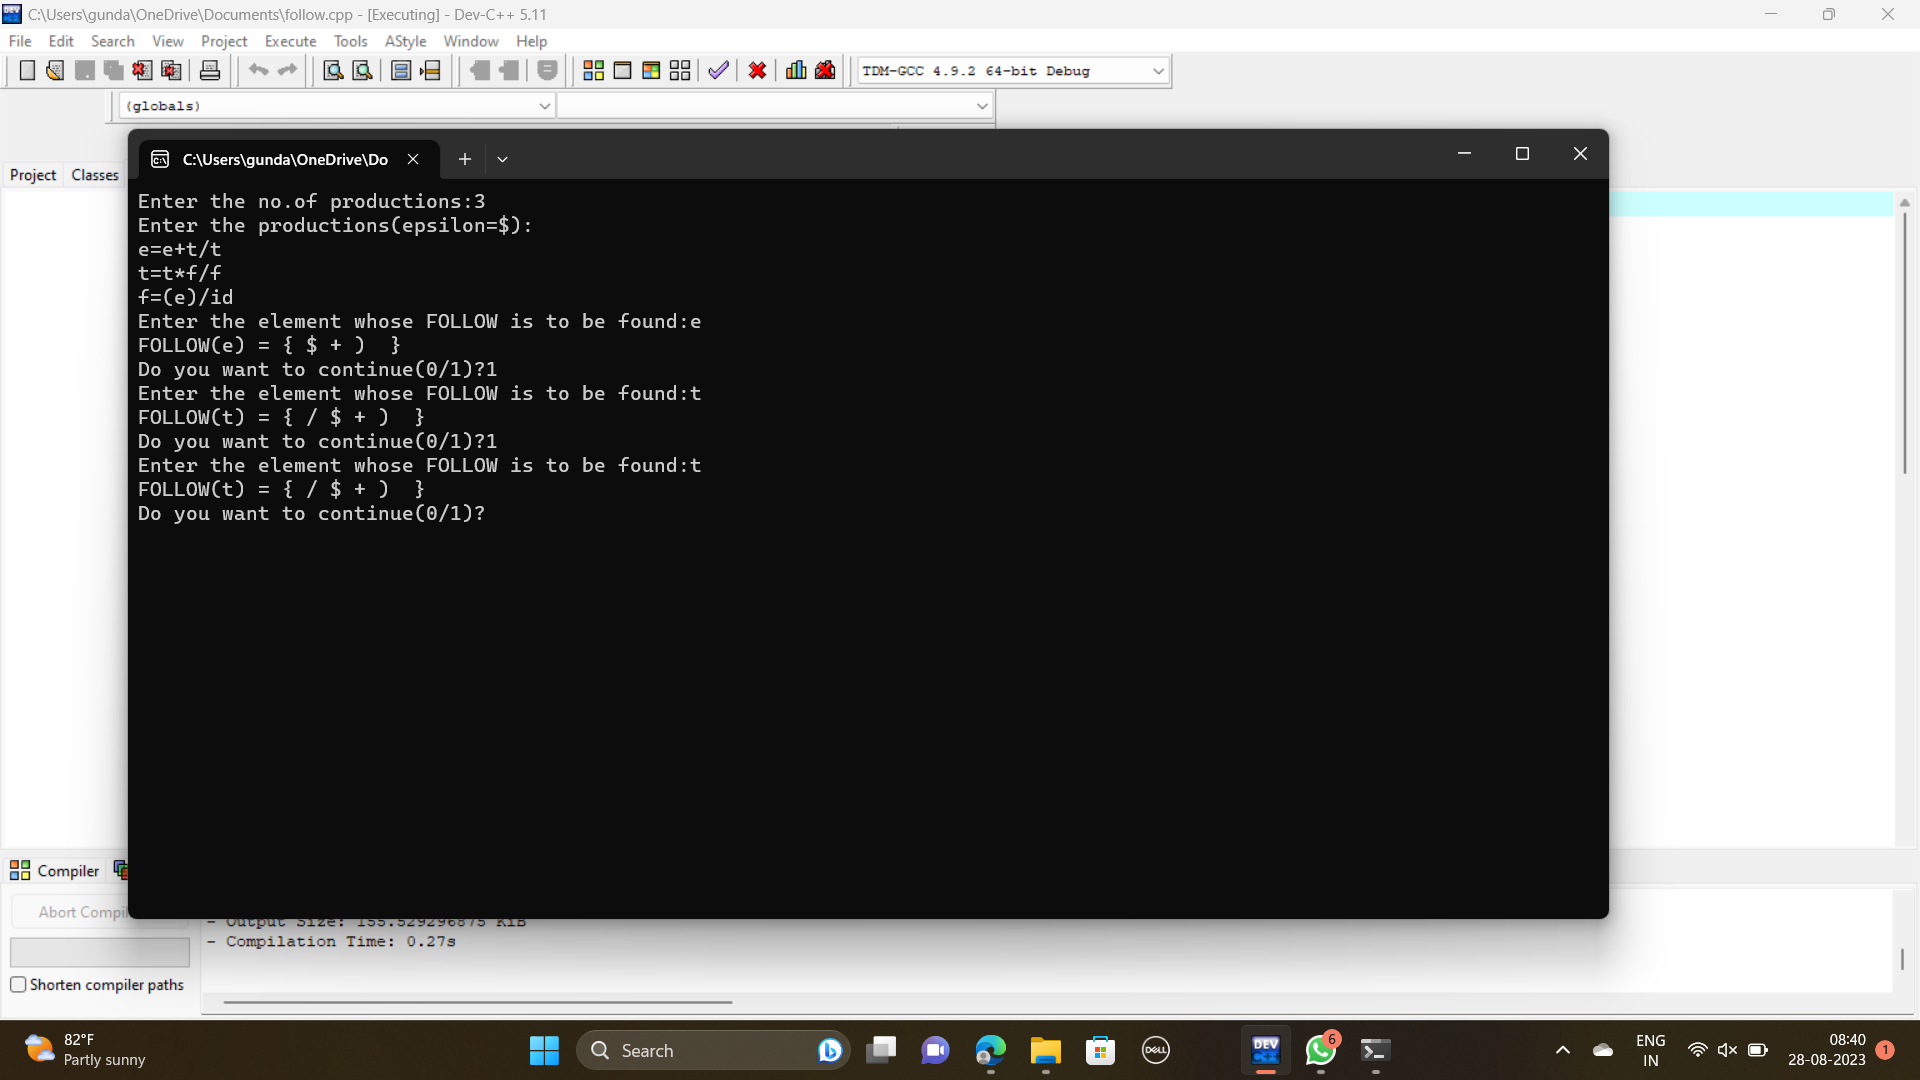 C:\Users\gunda\OneDrive\Documents\follow.cpp - [Executing] - Dev-C++ 5.11
File Edit Search View Project Execute Tools AStyle Window Help
TDM-GCC 4.9.2 64-bit Debug
(globals)
C:\Users\gunda\OneDrive\Do
Project Classes
Enter the no.of productions:3
Enter the productions(epsilon=$):
e=e+t/t
t=t*f/f
f=(e)/id
Enter the element whose FOLLOW is to be found:e
FOLLOW(e) = { $ + )  }
Do you want to continue(0/1)?1
Enter the element whose FOLLOW is to be found:t
FOLLOW(t) = { / $ + )  }
Do you want to continue(0/1)?1
Enter the element whose FOLLOW is to be found:t
FOLLOW(t) = { / $ + )  }
Do you want to continue(0/1)?
Compiler
Abort Compil
- Output Size: 155.529296875 KiB
- Compilation Time: 0.27s
Shorten compiler paths
82°F
Partly sunny
Search
DELL
DEV
C++
6
ENG
IN
08:40
28-08-2023
1